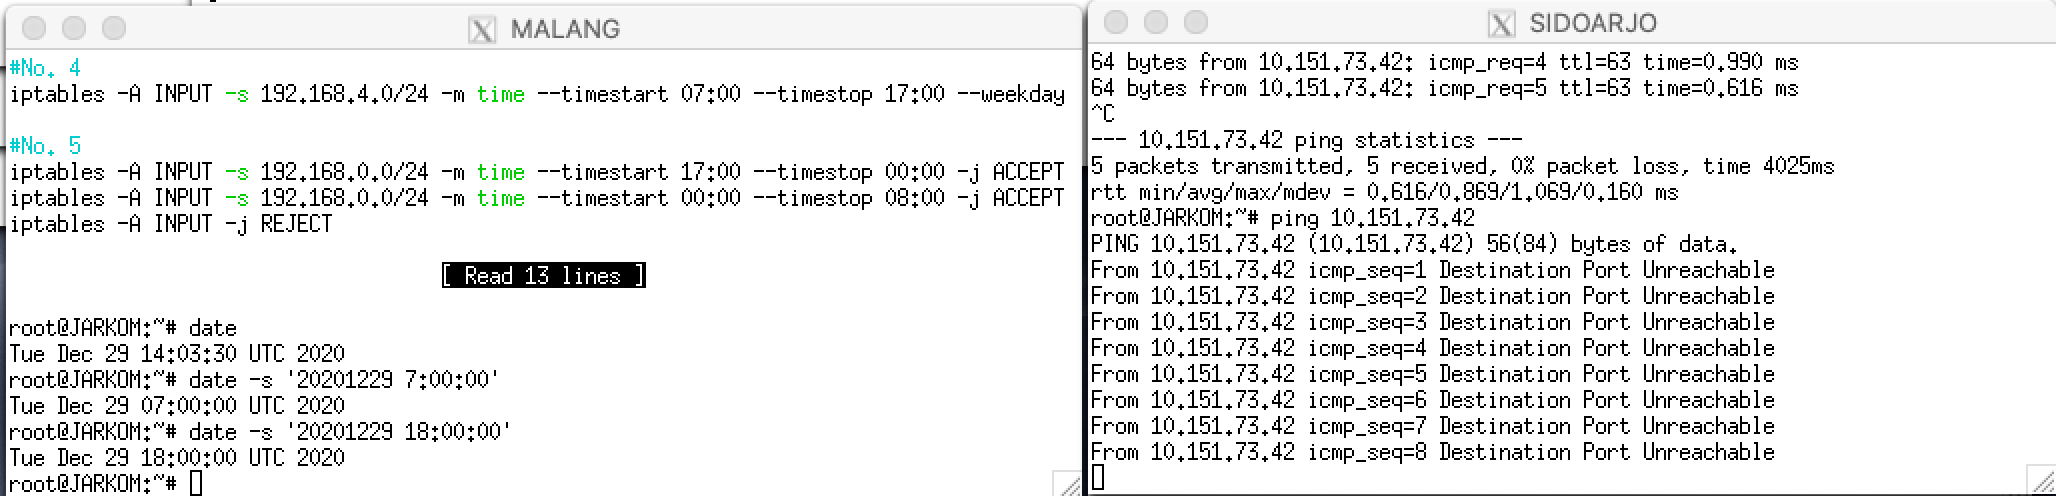 MALANG
#No. 4
iptables -A INPUT -s 192.168.4.0/24 -m time --timestart 07:00 --timestop 17:00 --weekday
#No. 5
iptables -A INPUT -s 192.168.0.0/24 -m time --timestart 17:00 --timestop 00:00 -j ACCEPT
iptables -A INPUT -s 192.168.0.0/24 -m time --timestart 00:00 --timestop 08:00 -j ACCEPT
iptables -A INPUT -j REJECT
[ Read 13 lines ]
root@JARKOM:~# date
Tue Dec 29 14:03:30 UTC 2020
root@JARKOM:~# date -s '20201229 7:00:00'
Tue Dec 29 07:00:00 UTC 2020
root@JARKOM:~# date -s '20201229 18:00:00'
Tue Dec 29 18:00:00 UTC 2020
root@JARKOM:~#
SIDOARJO
64 bytes from 10.151.73.42: icmp_req=4 ttl=63 time=0.990 ms
64 bytes from 10.151.73.42: icmp_req=5 ttl=63 time=0.616 ms
^C
--- 10.151.73.42 ping statistics ---
5 packets transmitted, 5 received, 0% packet loss, time 4025ms
rtt min/avg/max/mdev = 0.616/0.869/1.069/0.160 ms
root@JARKOM:~# ping 10.151.73.42
PING 10.151.73.42 (10.151.73.42) 56(84) bytes of data.
From 10.151.73.42 icmp_seq=1 Destination Port Unreachable
From 10.151.73.42 icmp_seq=2 Destination Port Unreachable
From 10.151.73.42 icmp_seq=3 Destination Port Unreachable
From 10.151.73.42 icmp_seq=4 Destination Port Unreachable
From 10.151.73.42 icmp_seq=5 Destination Port Unreachable
From 10.151.73.42 icmp_seq=6 Destination Port Unreachable
From 10.151.73.42 icmp_seq=7 Destination Port Unreachable
From 10.151.73.42 icmp_seq=8 Destination Port Unreachable